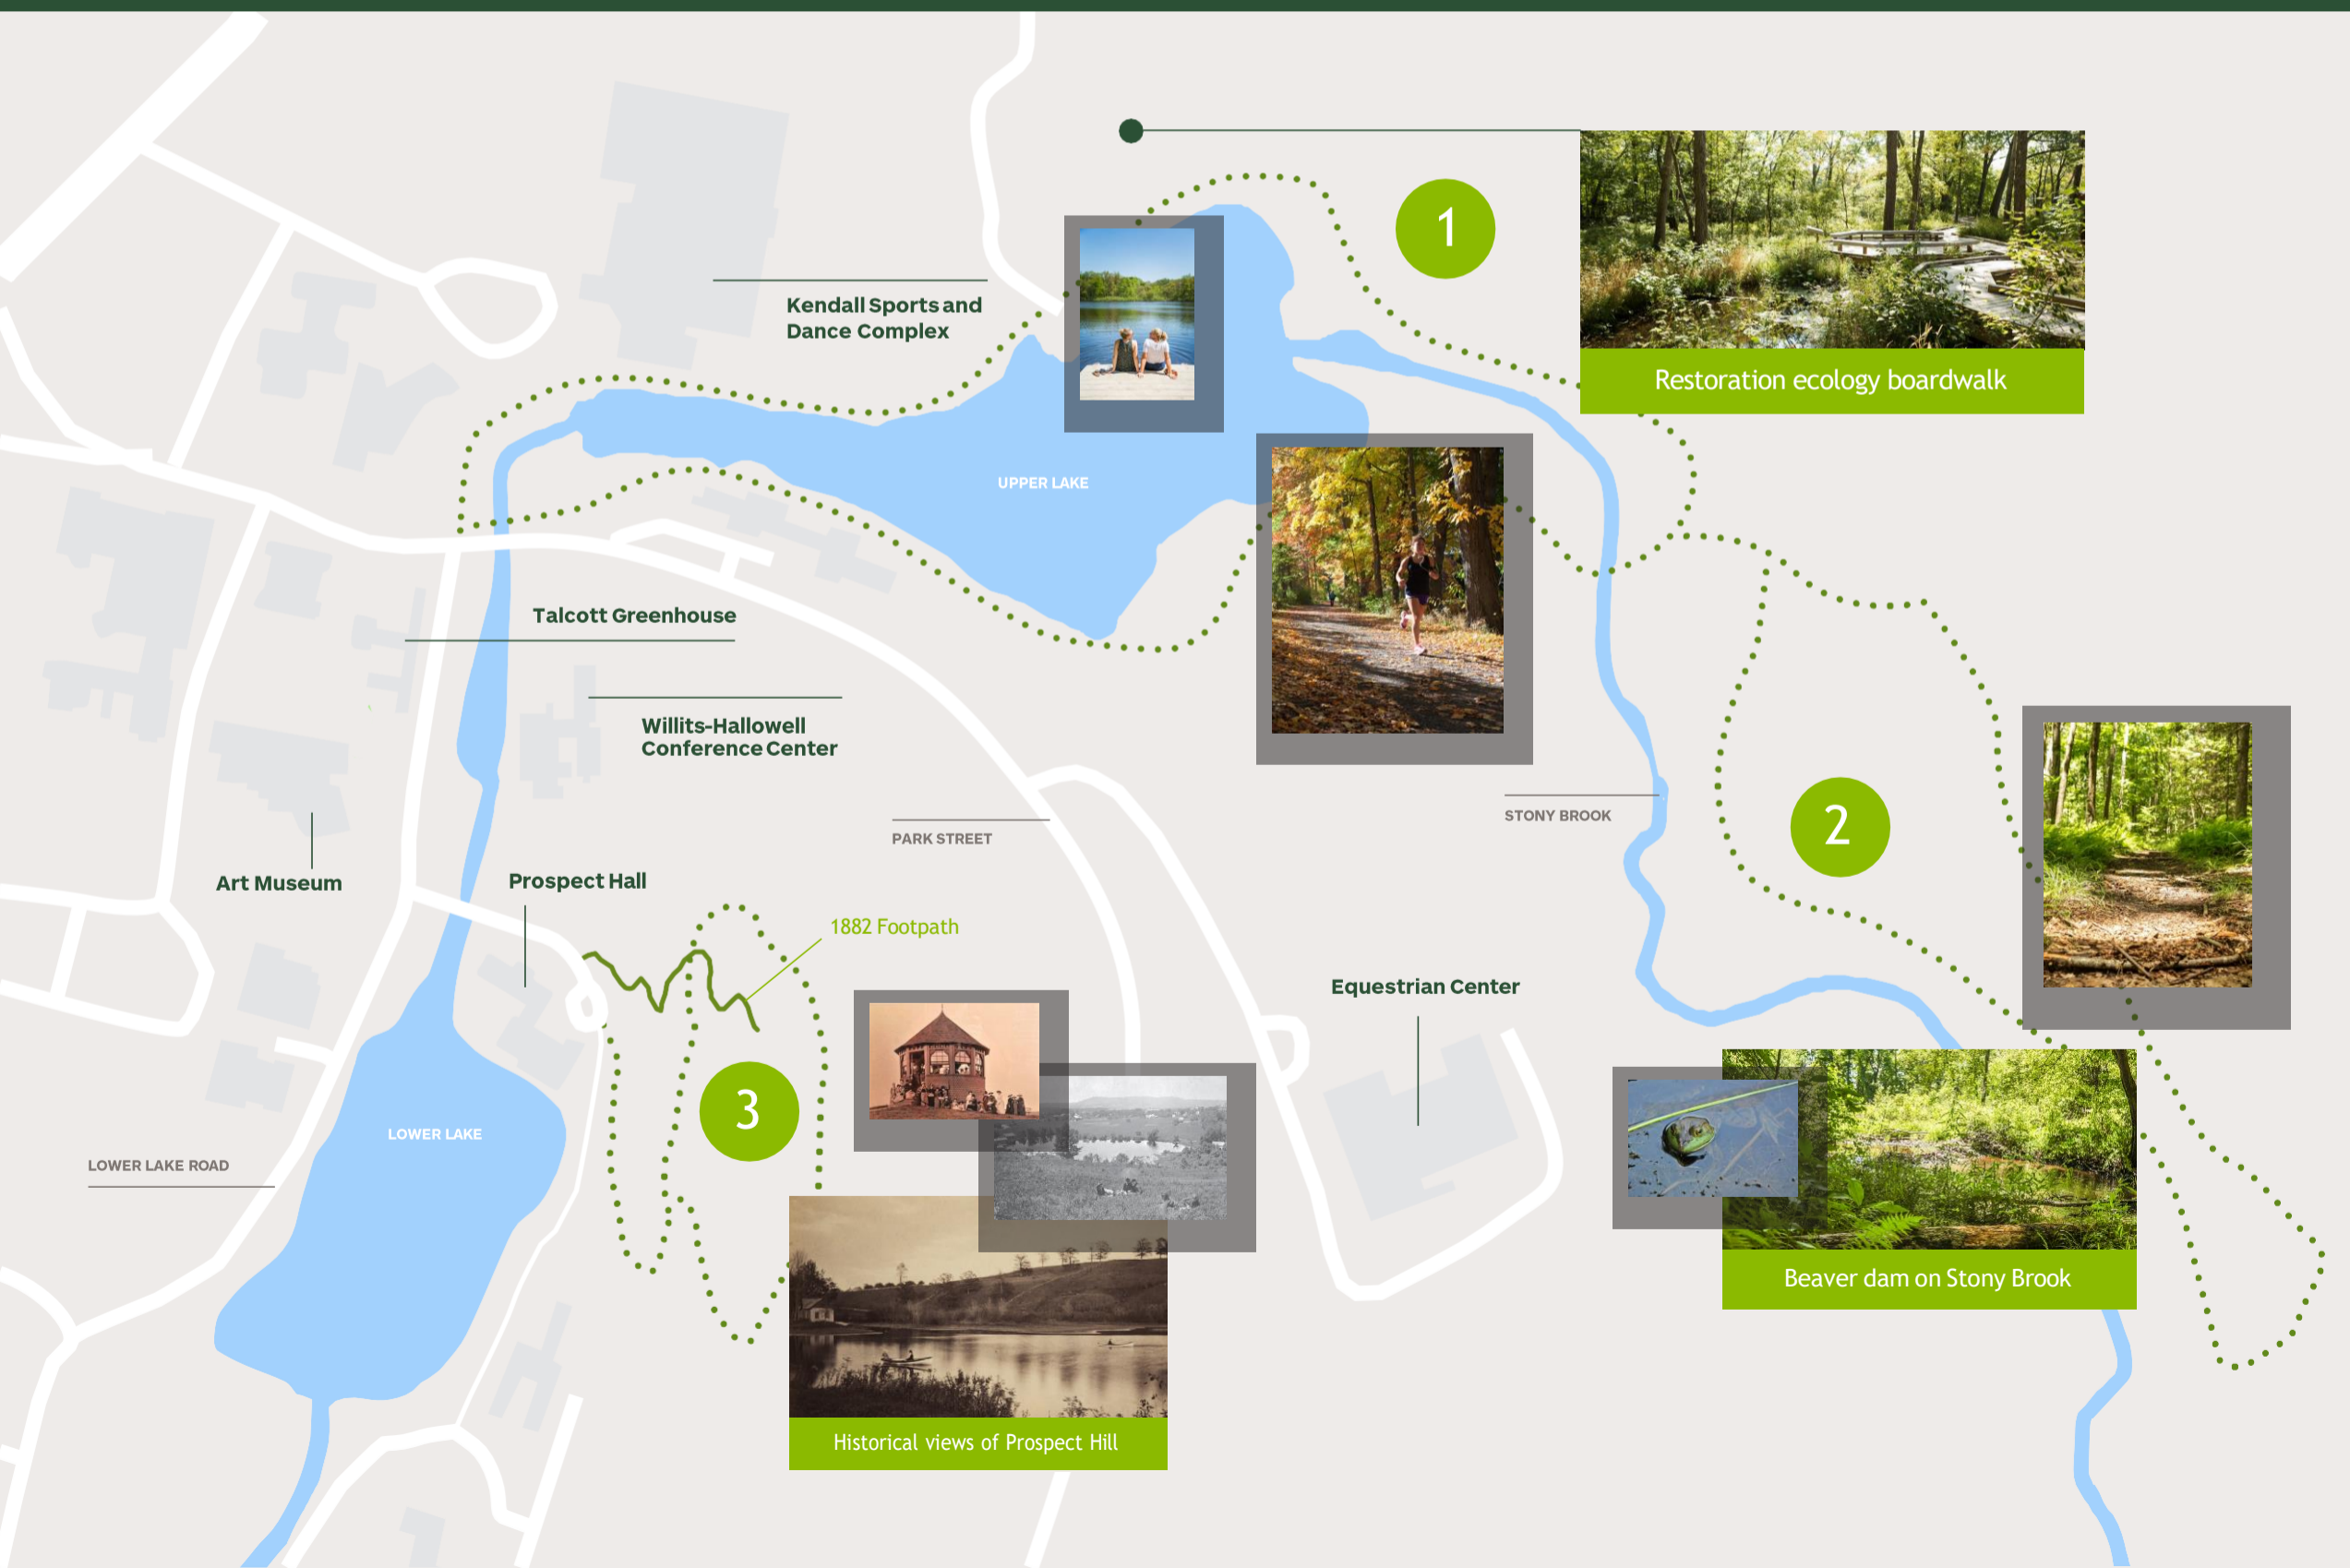 1
Restoration ecology boardwalk
Kendall Sports and
Dance Complex
UPPER LAKE
Talcott Greenhouse
Willits-Hallowell
Conference Center
STONY BROOK
2
PARK STREET
Art Museum
Prospect Hall
1882 Footpath
Equestrian Center
3
LOWER LAKE
LOWER LAKE ROAD
Beaver dam on Stony Brook
Historical views of Prospect Hill